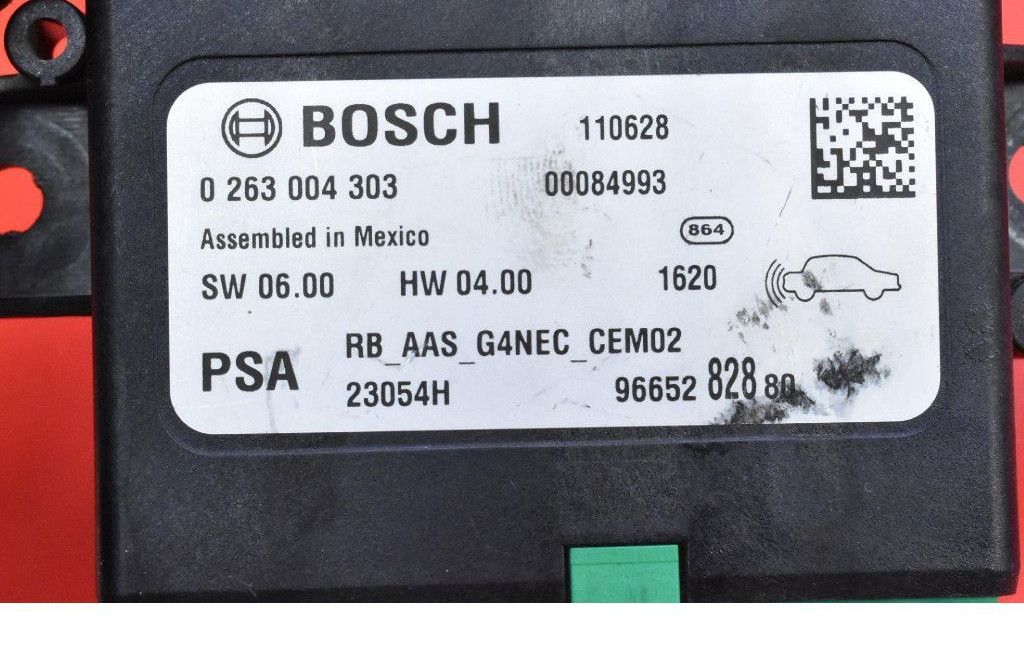 BOSCH 110628
0 263 004 303 00084993
Assembled in Mexico 864
SW 06.00 HW 04.00 1620
RB_AAS_G4NEC_CEM02
PSA
23054H 96652 828 80